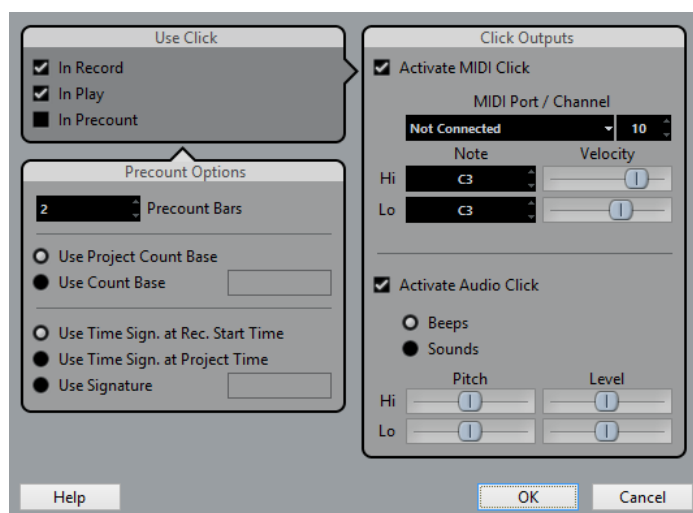 Use Click
In Record
In Play
In Precount
Precount Options
2 Precount Bars
Use Project Count Base
Use Count Base
Use Time Sign. at Rec. Start Time
Use Time Sign. at Project Time
Use Signature
Click Outputs
Activate MIDI Click
MIDI Port / Channel
Not Connected 10
Note Velocity
Hi C3
Lo C3
Activate Audio Click
Beeps
Sounds
Pitch Level
Hi
Lo
Help OK Cancel